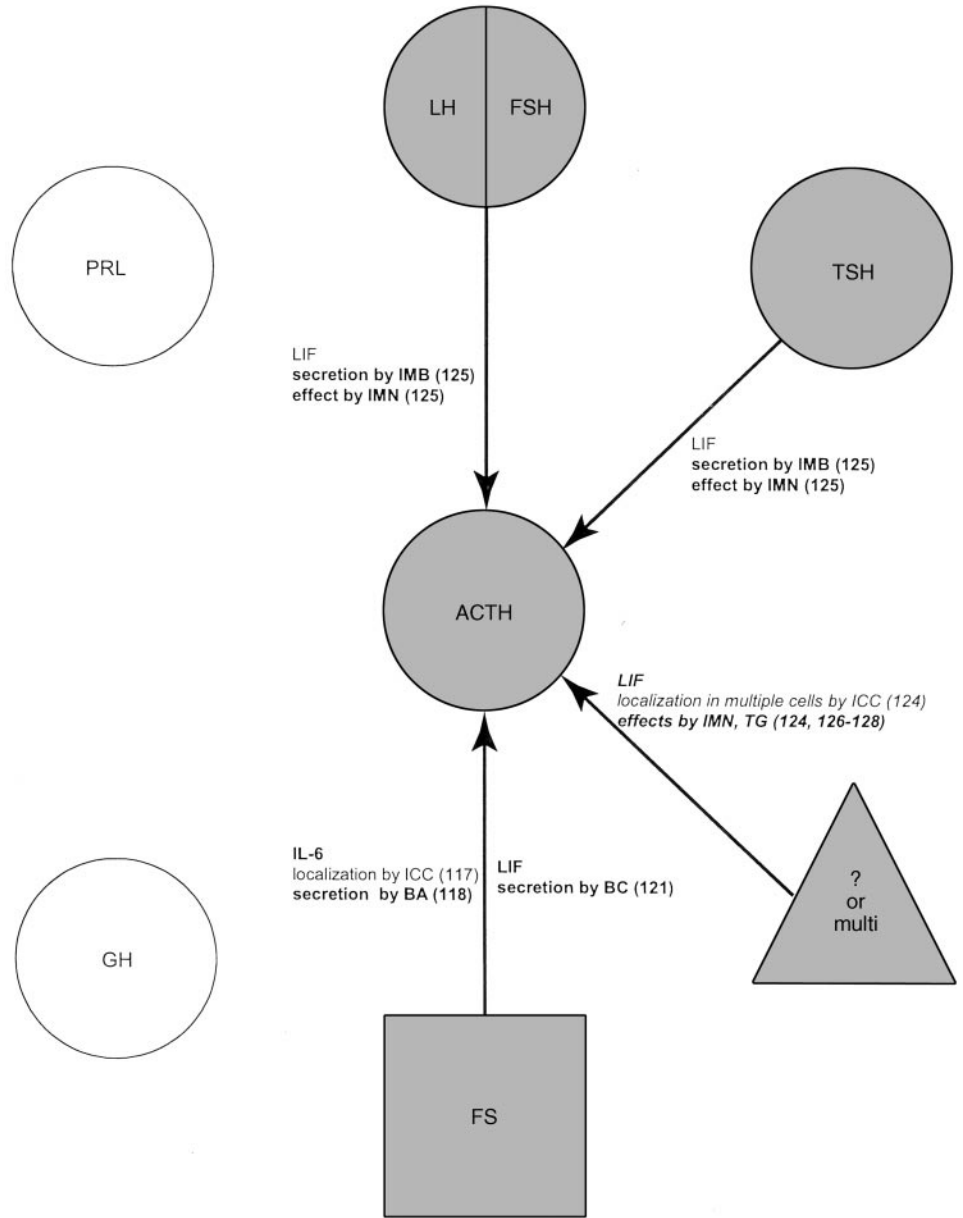 LH FSH
PRL
TSH
LIF
secretion by IMB (125)
effect by IMN (125)
LIF
secretion by IMB (125)
effect by IMN (125)
ACTH
LIF
localization in multiple cells by ICC (124)
effects by IMN, TG (124, 126-128)
IL-6
localization by ICC (117)
secretion by BA (118)
LIF
secretion by BC (121)
?
or
multi
GH
FS